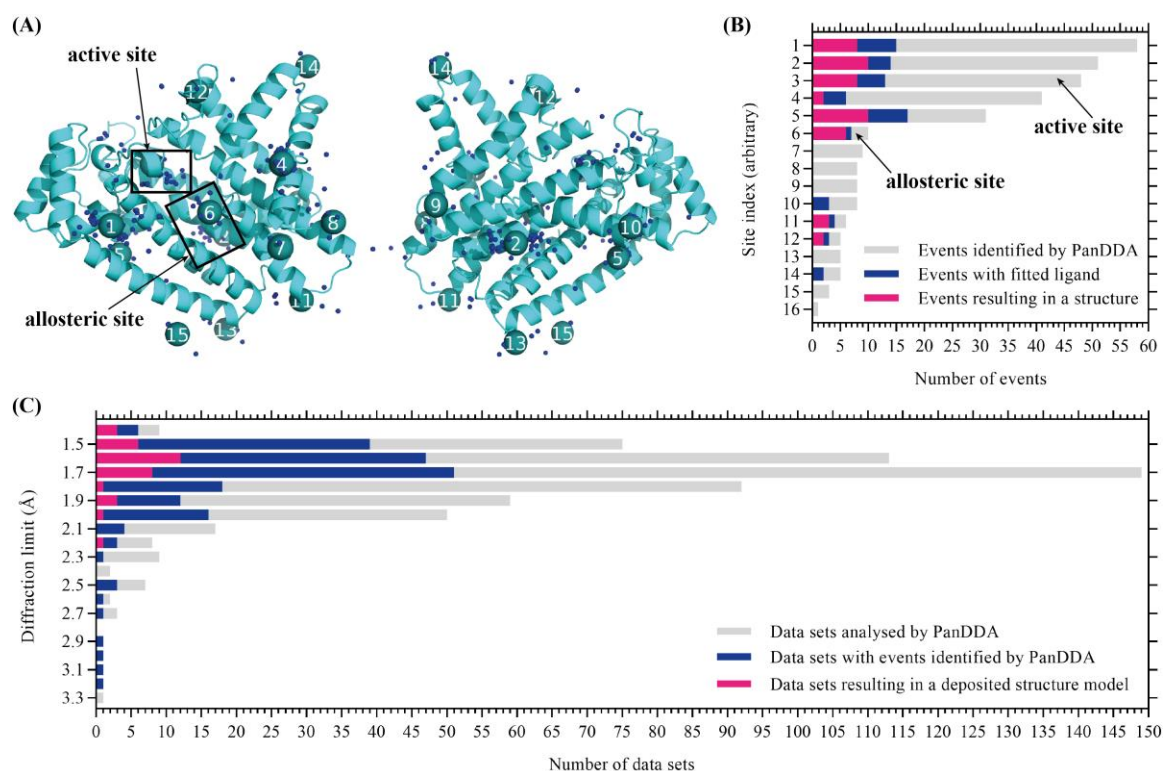 (A)
active site
14
12
4
6
1
5
7
8
11
13
15
allosteric site
14
12
9
2
10
5
11
13
15
(B)
Site index (arbitrary)
1
2
3
4
5
6
7
8
9
10
11
12
13
14
15
16
active site
allosteric site
Events identified by PanDDA
Events with fitted ligand
Events resulting in a structure
0 5 10 15 20 25 30 35 40 45 50 55 60
Number of events
(C)
Diffraction limit (Å)
1.5
1.7
1.9
2.1
2.3
2.5
2.7
2.9
3.1
3.3
Data sets analysed by PanDDA
Data sets with events identified by PanDDA
Data sets resulting in a deposited structure model
0 5 10 15 20 25 30 35 40 45 50 55 60 65 70 75 80 85 90 95 100 105 110 115 120 125 130 135 140 145 150
Number of data sets